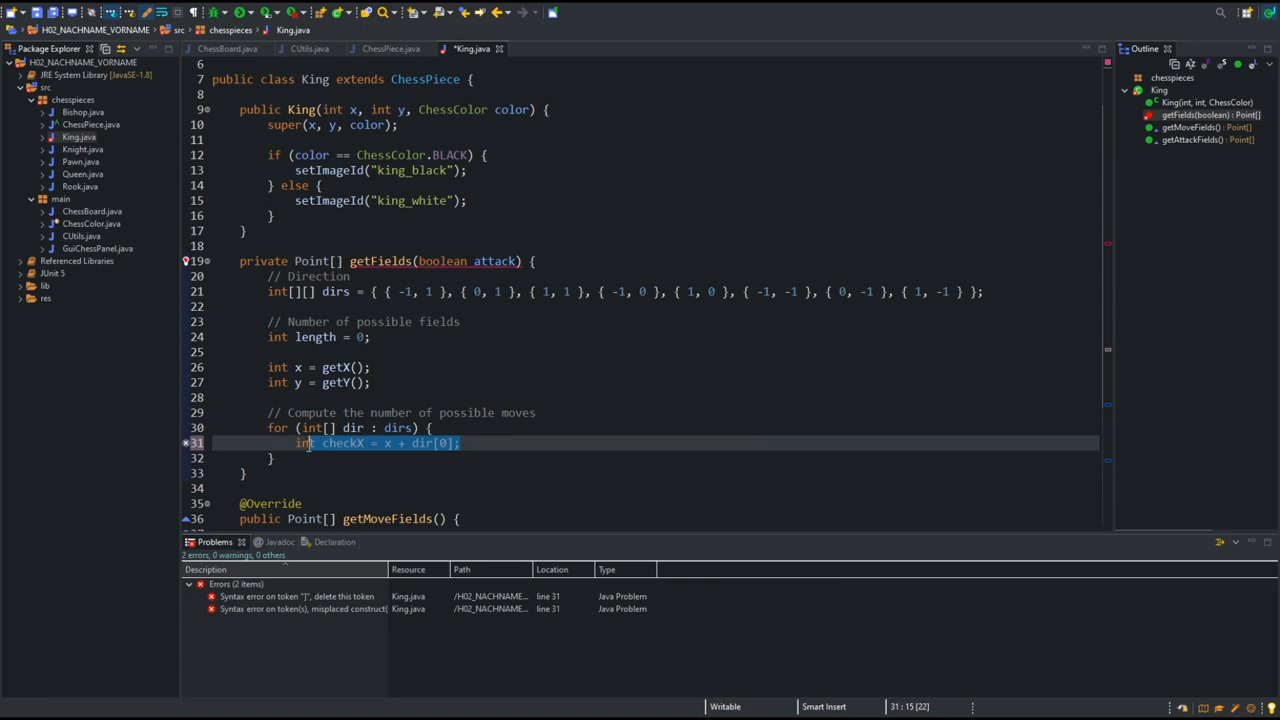 H02_NACHNAME_VORNAME
src
chesspieces
King.java
Package Explorer
ChessBoard.java
CUtils.java
ChessPiece.java
*King.java
Outline
H02_NACHNAME_VORNAME
JRE System Library [JavaSE-1.8]
src
chesspieces
Bishop.java
ChessPiece.java
King.java
Knight.java
Pawn.java
Queen.java
Rook.java
main
ChessBoard.java
ChessColor.java
CUtils.java
GuiChessPanel.java
Referenced Libraries
JUnit 5
lib
res
6
7 public class King extends ChessPiece {
8
9 public King(int x, int y, ChessColor color) {
10 super(x, y, color);
11
12 if (color == ChessColor.BLACK) {
13 setImageId("king_black");
14 } else {
15 setImageId("king_white");
16 }
17 }
18
19 private Point[] getFields(boolean attack) {
20 // Direction
21 int[][] dirs = { { -1, 1 }, { 0, 1 }, { 1, 1 }, { -1, 0 }, { 1, 0 }, { -1, -1 }, { 0, -1 }, { 1, -1 } };
22
23 // Number of possible fields
24 int length = 0;
25
26 int x = getX();
27 int y = getY();
28
29 // Compute the number of possible moves
30 for (int[] dir : dirs) {
31 int checkX = x + dir[0];
32 }
33 }
34
35 @Override
36 public Point[] getMoveFields() {
chesspieces
King
King(int, int, ChessColor)
getFields(boolean) : Point[]
getMoveFields() : Point[]
getAttackFields() : Point[]
Problems
Javadoc
Declaration
2 errors, 0 warnings, 0 others
Description Resource Path Location Type
Errors (2 items)
Syntax error on token "]", delete this token King.java /H02_NACHNAME... line 31 Java Problem
Syntax error on token(s), misplaced construct( King.java /H02_NACHNAME... line 31 Java Problem
Writable
Smart Insert
31 : 15 [22]